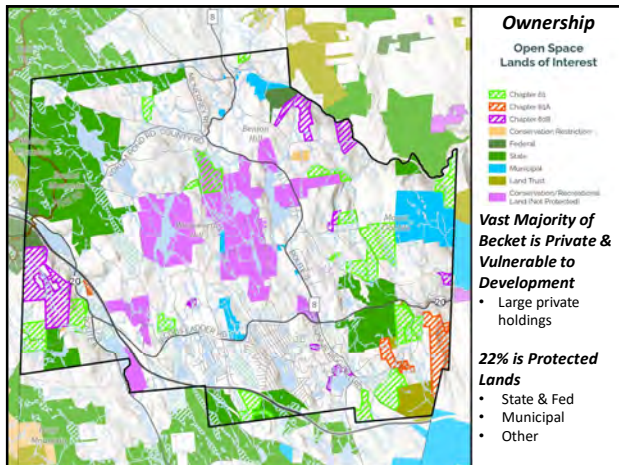 Ownership
Open Space
Lands of Interest
Chapter 61
Chapter 61A
Chapter 61B
Conservation Restriction
Federal
State
Municipal
Land Trust
Conservation/Recreational
Land (Not Protected)
Vast Majority of
Becket is Private &
Vulnerable to
Development
• Large private
holdings
22% is Protected
Lands
• State & Fed
• Municipal
• Other
8
Benton
Hill
20
8
20